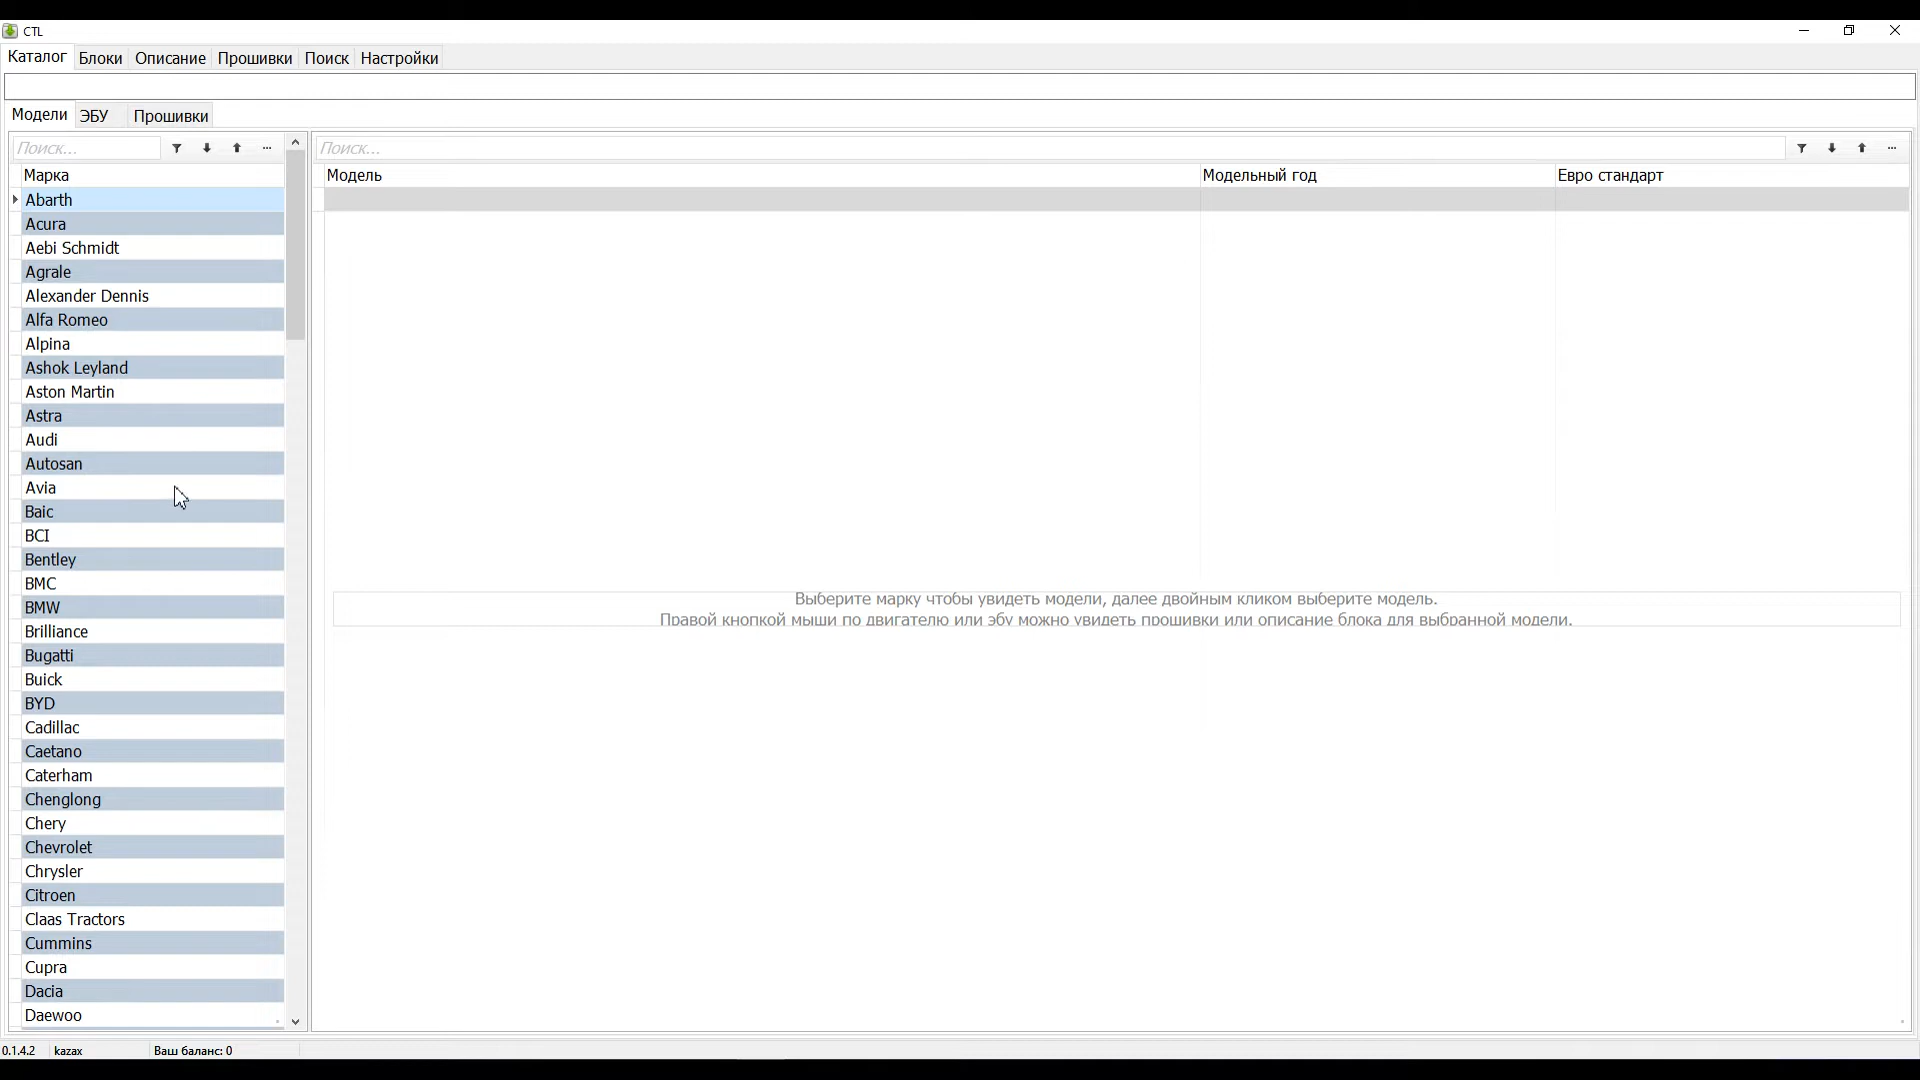 CTL
Каталог Блоки Описание Прошивки Поиск Настройки
Модели ЭБУ Прошивки
Поиск... ...
Поиск... ...
Марка
Модель Модельный год Евро стандарт
Abarth
Acura
Aebi Schmidt
Agrale
Alexander Dennis
Alfa Romeo
Alpina
Ashok Leyland
Aston Martin
Astra
Audi
Autosan
Avia
Baic
BCI
Bentley
BMC
BMW
Brilliance
Bugatti
Buick
BYD
Cadillac
Caetano
Caterham
Chenglong
Chery
Chevrolet
Chrysler
Citroen
Claas Tractors
Cummins
Cupra
Dacia
Daewoo
Выберите марку чтобы увидеть модели, далее двойным кликом выберите модель.
Правой кнопкой мыши по двигателю или эбу можно увидеть прошивки или описание блока для выбранной модели.
0.1.4.2 kazax Ваш баланс: 0